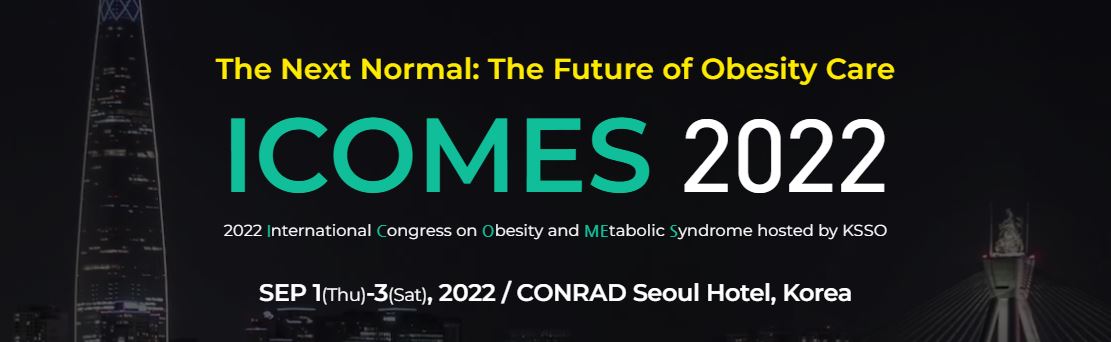 The Next Normal: The Future of Obesity Care
ICOMES 2022
2022 International Congress on Obesity and METabolic Syndrome hosted by KSSO
SEP 1(Thu)-3(Sat), 2022 / CONRAD Seoul Hotel, Korea